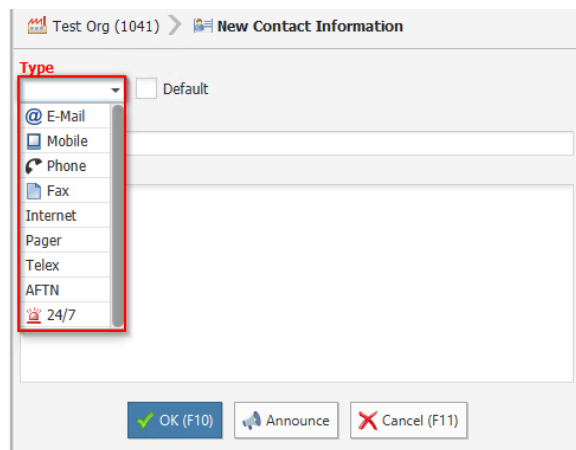 Test Org (1041) New Contact Information
Type
Default
E-Mail
Mobile
Phone
Fax
Internet
Pager
Telex
AFTN
24/7
OK (F10) Announce Cancel (F11)